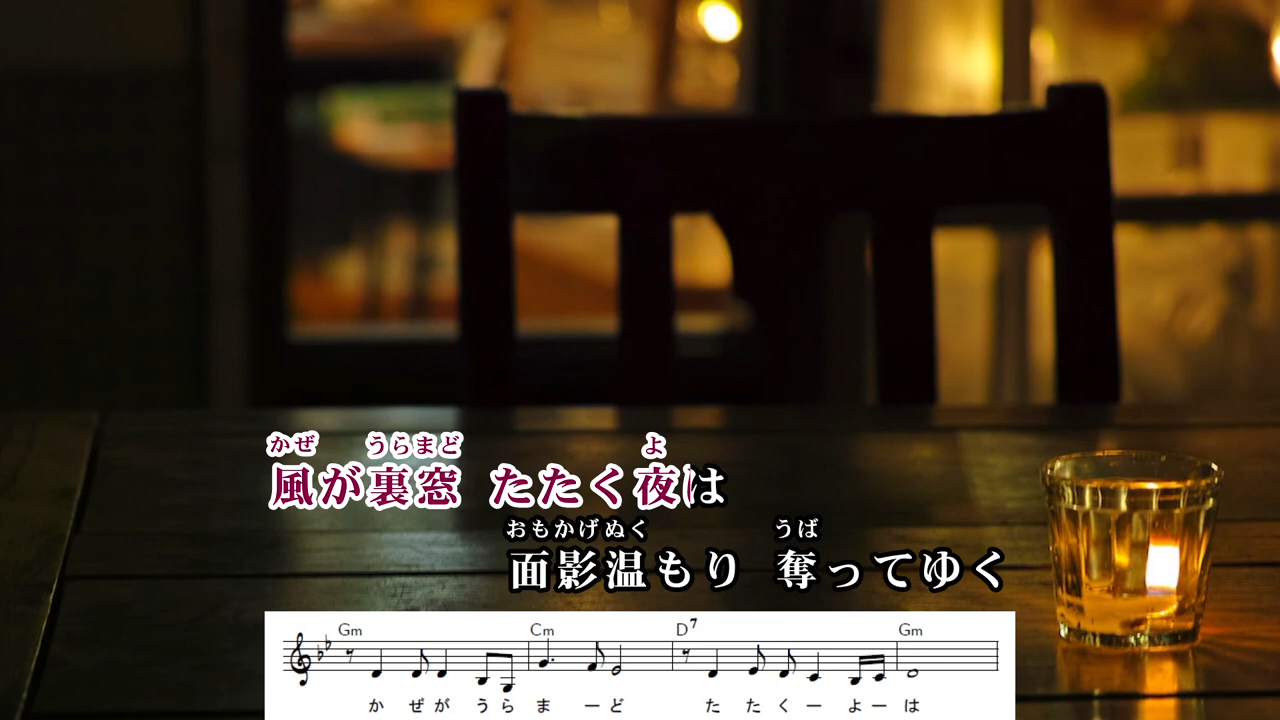 かぜ うらまど よ
風が裏窓 たたく夜は
おもかげぬく うば
面影温もり 奪ってゆく
Gm Cm D7 Gm
か ぜ が う ら ま ー ど た た く ー よ ー は